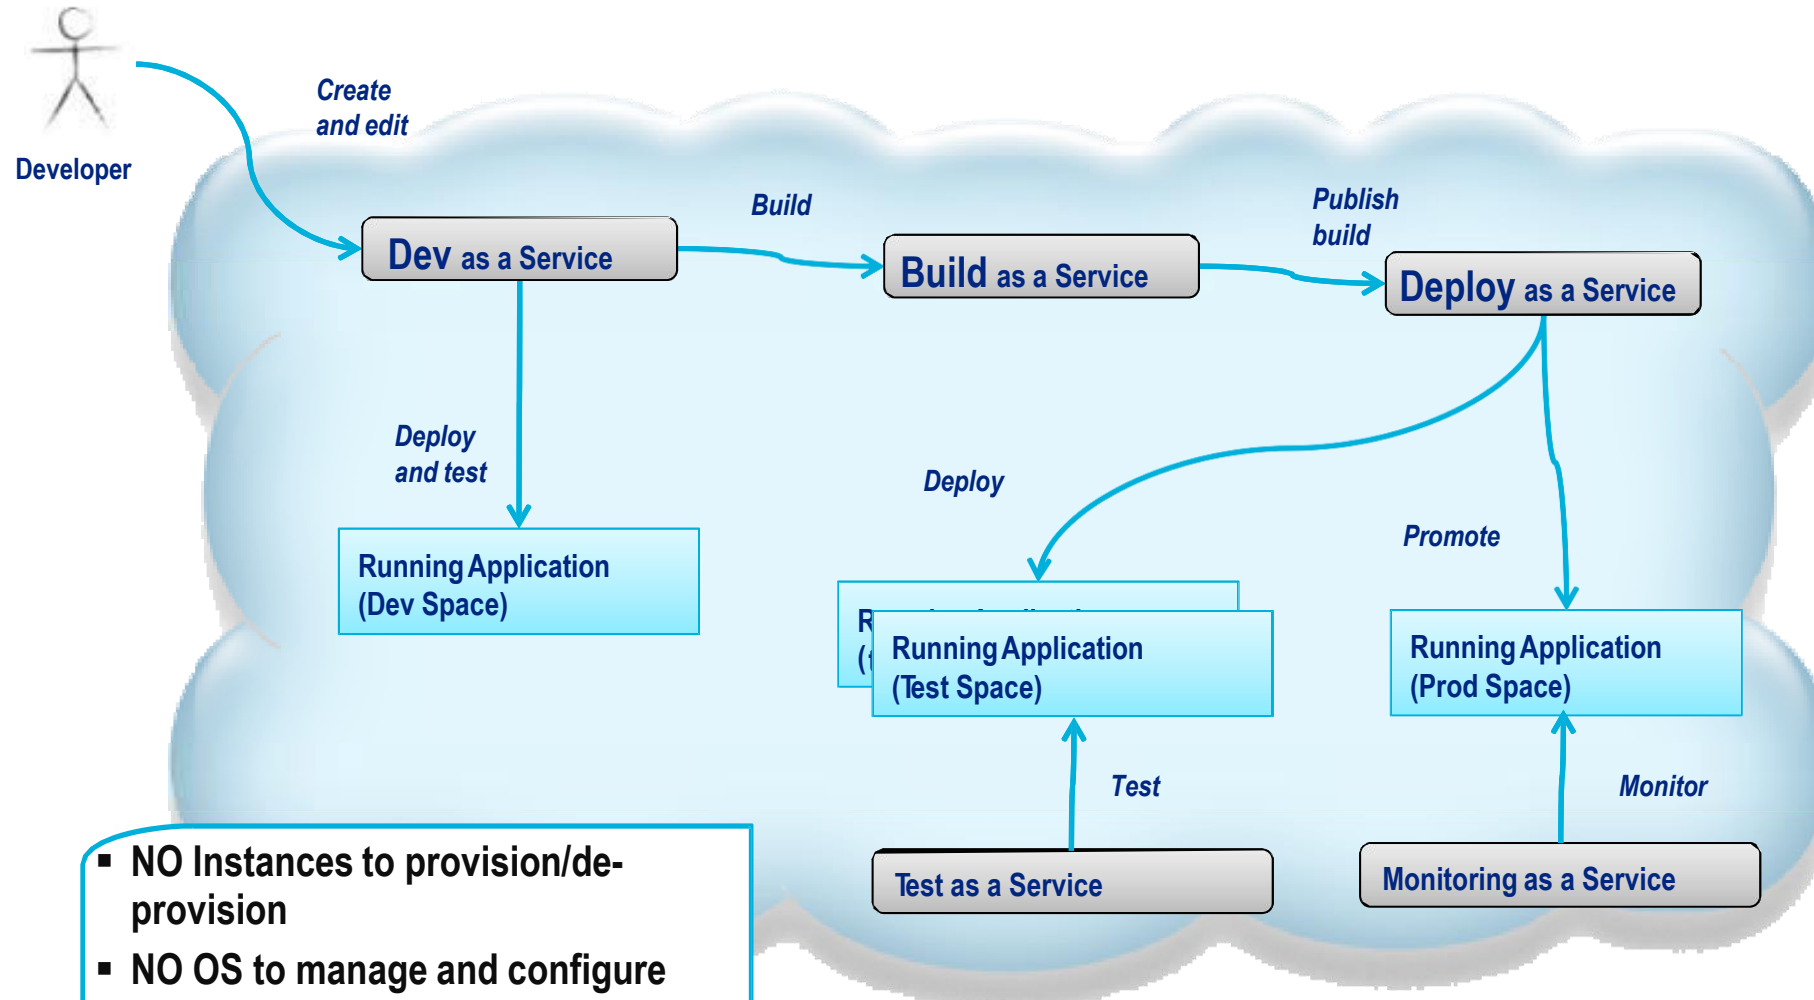 Create
and edit
Developer
Build
Publish
build
Dev as a Service
Build as a Service
Deploy as a Service
Deploy
and test
Deploy
Promote
Running Application
(Dev Space)
Running Application
(Test Space)
Running Application
(Prod Space)
Test
Monitor
Test as a Service
Monitoring as a Service
▪ NO Instances to provision/de-
provision
▪ NO OS to manage and configure